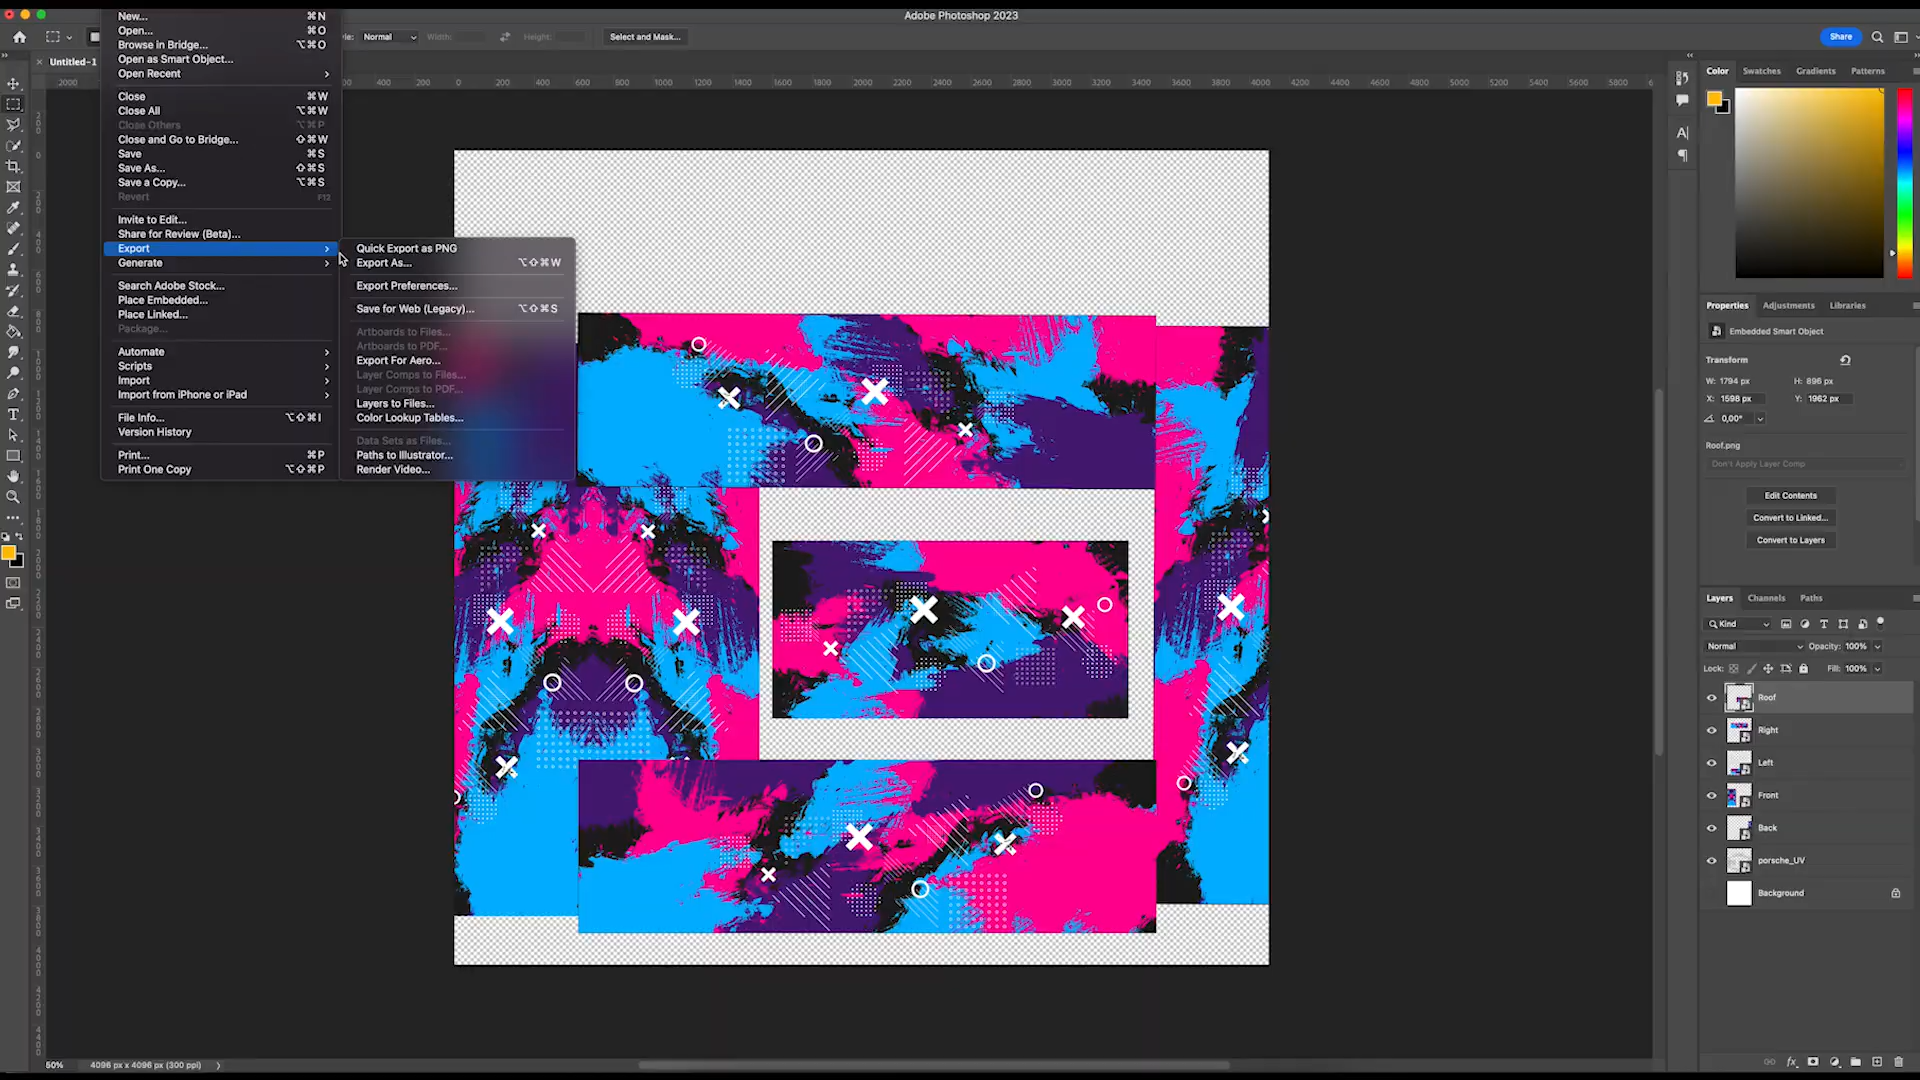 Adobe Photoshop 2023
Normal Width: Height: Select and Mask... Share
Untitled-1
New... ⌘N
Open... ⌘O
Browse in Bridge... ⌥⌘O
Open as Smart Object...
Open Recent
Close ⌘W
Close All ⌥⌘W
Close Others ⌥⌘P
Close and Go to Bridge... ⇧⌘W
Save ⌘S
Save As... ⇧⌘S
Save a Copy... ⌥⌘S
Revert F12
Invite to Edit...
Share for Review (Beta)...
Export
Generate
Search Adobe Stock...
Place Embedded...
Place Linked...
Package...
Automate
Scripts
Import
Import from iPhone or iPad
File Info... ⌥⇧⌘I
Version History
Print... ⌘P
Print One Copy ⌥⇧⌘P
Quick Export as PNG
Export As... ⌥⇧⌘W
Export Preferences...
Save for Web (Legacy)... ⌥⇧⌘S
Artboards to Files...
Artboards to PDF...
Export For Aero...
Layer Comps to Files...
Layer Comps to PDF...
Layers to Files...
Color Lookup Tables...
Data Sets as Files...
Paths to Illustrator...
Render Video...
2000 400 200 0 200 400 600 800 1000 1200 1400 1600 1800 2000 2200 2400 2600 2800 3000 3200 3400 3600 3800 4000 4200 4400 4600 4800 5000 5200 5400 5600 5800
Color Swatches Gradients Patterns
Properties Adjustments Libraries
Embedded Smart Object
Transform
W: 1794 px H: 896 px
X: 1598 px Y: 1962 px
0,00°
Roof.png
Don't Apply Layer Comp
Edit Contents
Convert to Linked...
Convert to Layers
Layers Channels Paths
Kind
Normal Opacity: 100%
Lock: Fill: 100%
Roof
Right
Left
Front
Back
porsche_UV
Background
50% 4096 px x 4096 px (300 ppi)